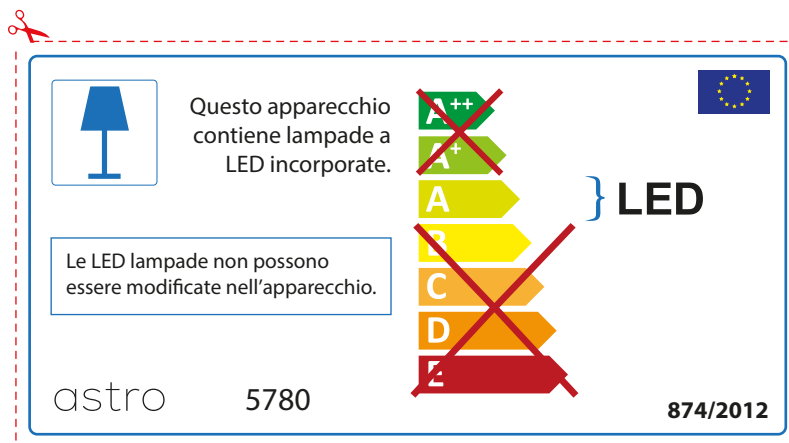 Questo apparecchio
contiene lampade a
LED incorporate.
Le LED lampade non possono
essere modificate nell'apparecchio.
A++
A+
A
B
C
D
E
LED
astro
5780
874/2012